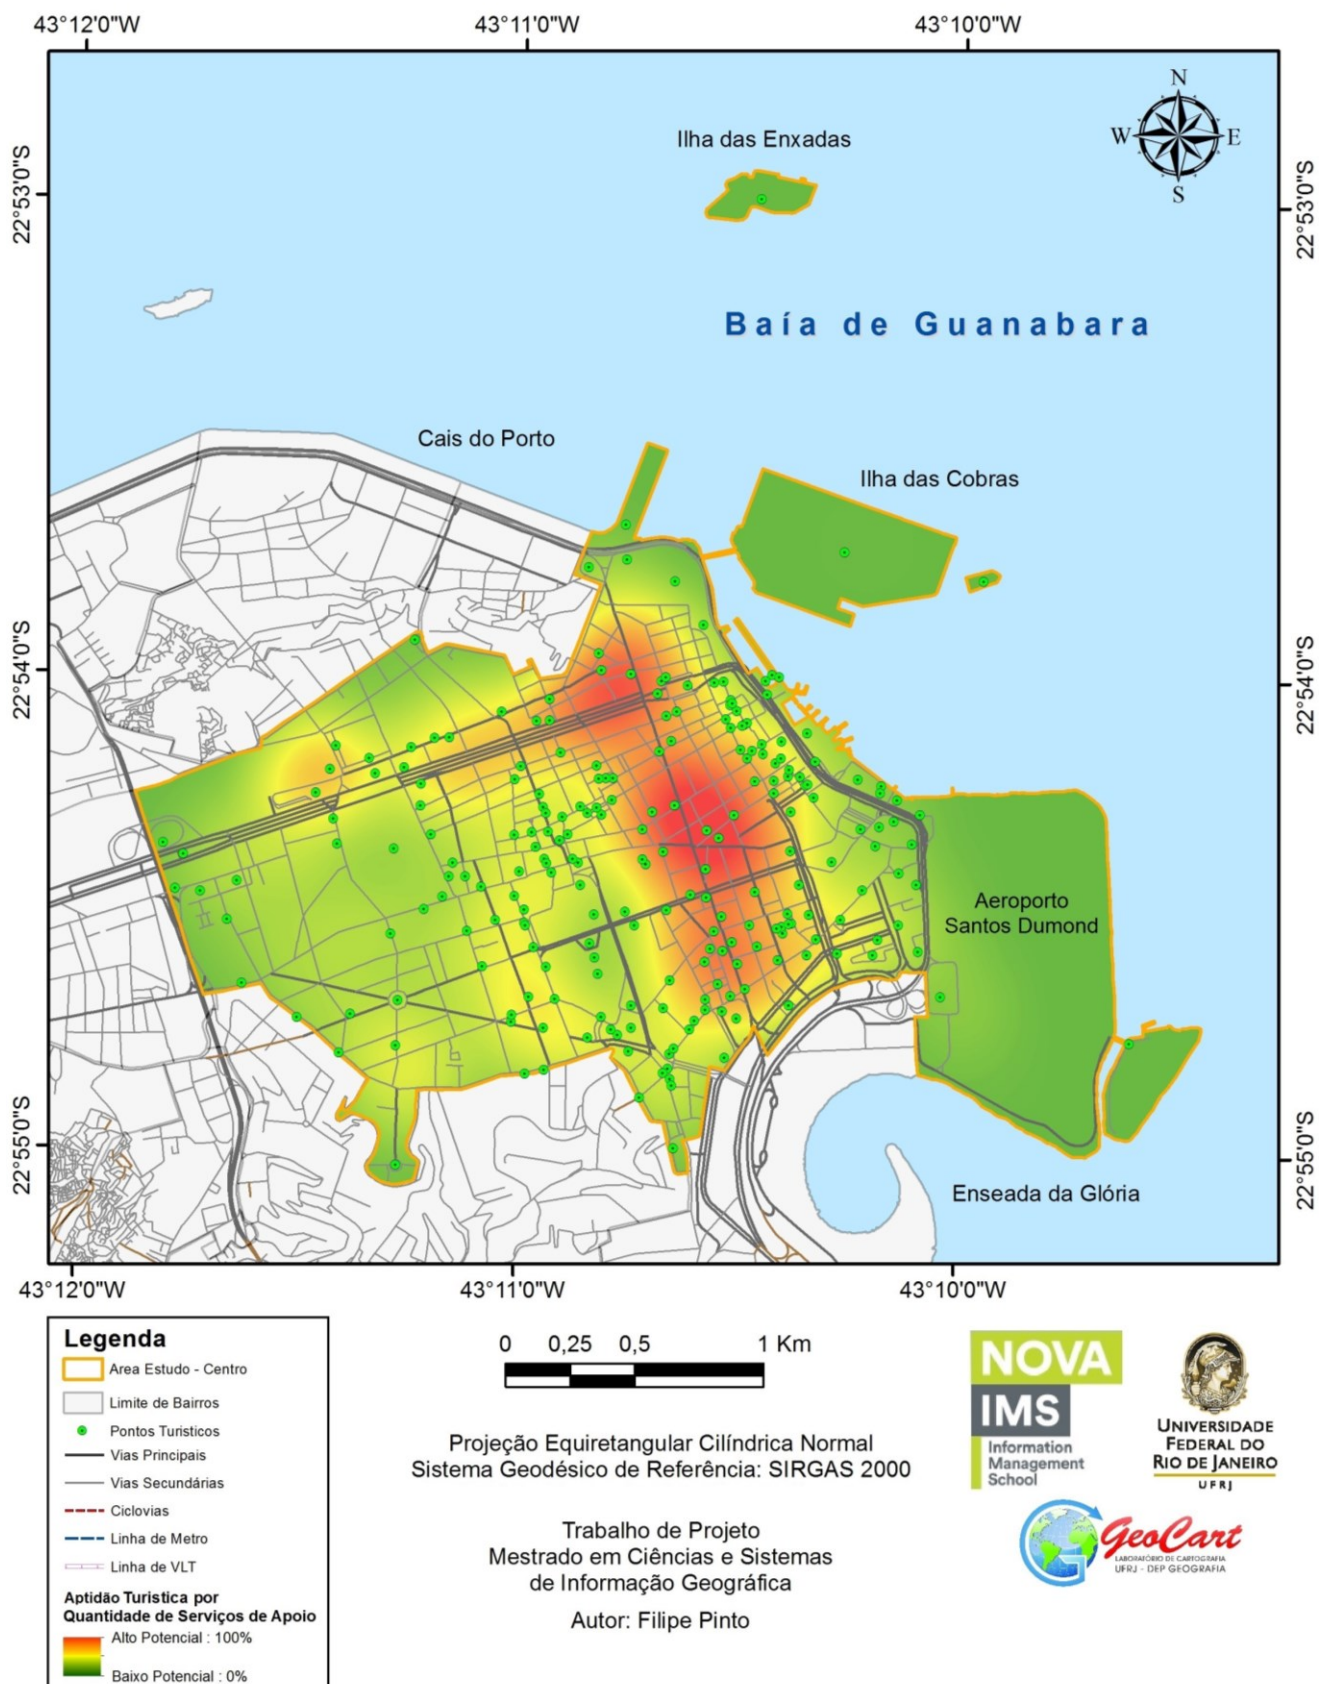 43°12'0"W
43°11'0"W
43°10'0"W
N
W
E
S
Ilha das Enxadas
22°53'0"S
22°53'0"S
Baía de Guanabara
Cais do Porto
Ilha das Cobras
22°54'0"S
22°54'0"S
Aeroporto
Santos Dumond
22°55'0"S
22°55'0"S
Enseada da Glória
43°12'0"W
43°11'0"W
43°10'0"W
Legenda
Area Estudo - Centro
Limite de Bairros
Pontos Turisticos
Vias Principais
Vias Secundárias
Ciclovias
Linha de Metro
Linha de VLT
Aptidão Turistica por
Quantidade de Serviços de Apoio
Alto Potencial : 100%
Baixo Potencial : 0%
0 0,25 0,5 1 Km
Projeção Equiretangular Cilíndrica Normal
Sistema Geodésico de Referência: SIRGAS 2000
Trabalho de Projeto
Mestrado em Ciências e Sistemas
de Informação Geográfica
Autor: Filipe Pinto
NOVA
IMS
Information
Management
School
UNIVERSIDADE
FEDERAL DO
RIO DE JANEIRO
UFRJ
GeoCart
LABORATÓRIO DE CARTOGRAFIA
UFRJ - DEP GEOGRAFIA